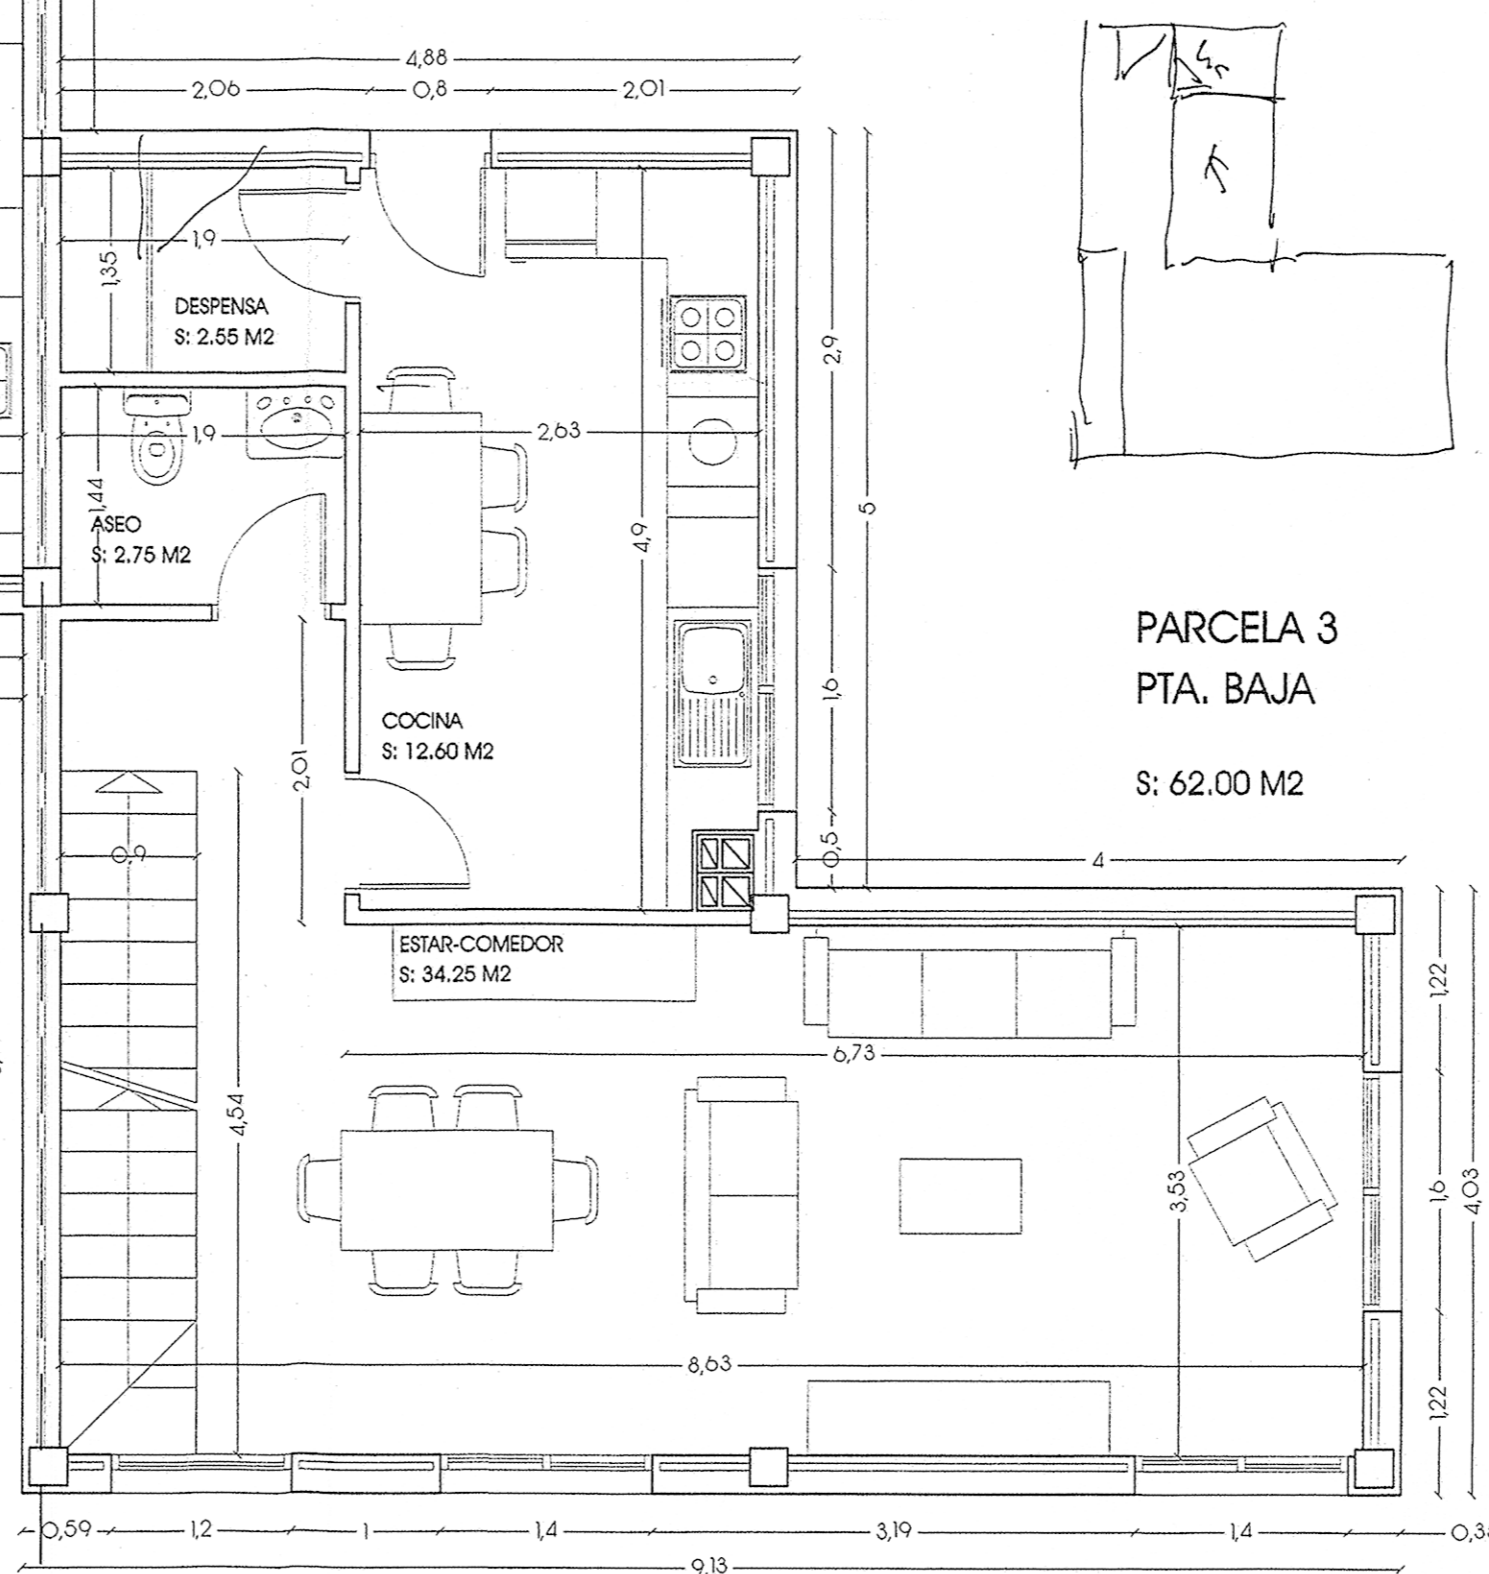 4,88
2,06 0,8 2,01
1,9
1,35
DESPENSA
S: 2.55 M2
2,9
1,9
2,63
1,44
ASEO
S: 2.75 M2
4,9
5
PARCELA 3
PTA. BAJA
S: 62.00 M2
COCINA
S: 12.60 M2
1,6
2,01
0,9
0,5
4
ESTAR-COMEDOR
S: 34.25 M2
1,22
6,73
4,54
3,53
1,6
4,03
8,63
1,22
0,59 1,2 1 1,4 3,19 1,4
9,13